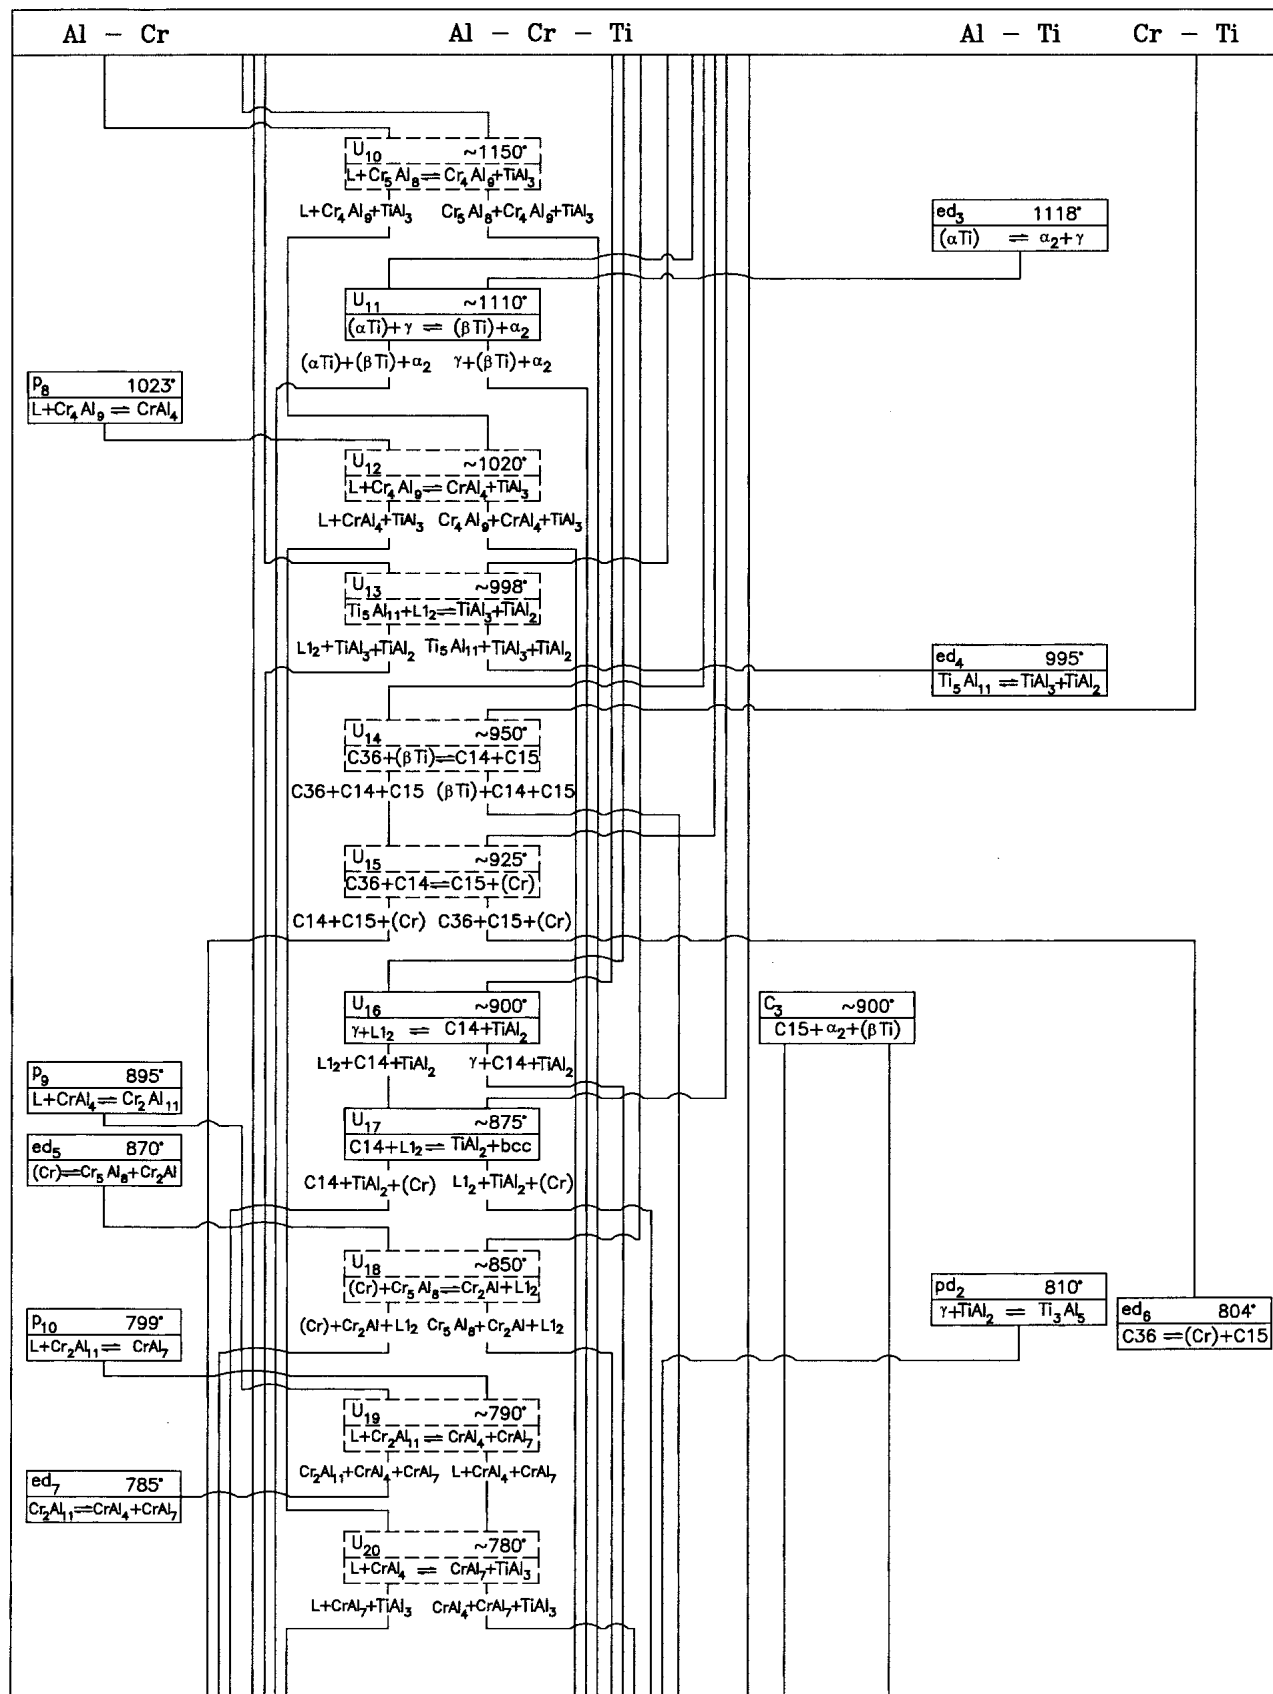 Al – Cr Al – Cr – Ti Al – Ti Cr – Ti
U₁₀ ~1150°
L+Cr₅Al₈ ⇌ Cr₄Al₉+TiAl₃
L+Cr₄Al₉+TiAl₃ Cr₅Al₈+Cr₄Al₉+TiAl₃
ed₃ 1118°
(αTi) ⇌ α₂+γ
U₁₁ ~1110°
(αTi)+γ ⇌ (βTi)+α₂
(αTi)+(βTi)+α₂ γ+(βTi)+α₂
p₈ 1023°
L+Cr₄Al₉ ⇌ CrAl₄
U₁₂ ~1020°
L+Cr₄Al₉ ⇌ CrAl₄+TiAl₃
L+CrAl₄+TiAl₃ Cr₄Al₉+CrAl₄+TiAl₃
U₁₃ ~998°
Ti₅Al₁₁+L1₂ ⇌ TiAl₃+TiAl₂
L1₂+TiAl₃+TiAl₂ Ti₅Al₁₁+TiAl₃+TiAl₂
ed₄ 995°
Ti₅Al₁₁ ⇌ TiAl₃+TiAl₂
U₁₄ ~950°
C36+(βTi) ⇌ C14+C15
C36+C14+C15 (βTi)+C14+C15
U₁₅ ~925°
C36+C14 ⇌ C15+(Cr)
C14+C15+(Cr) C36+C15+(Cr)
U₁₆ ~900°
γ+L1₂ ⇌ C14+TiAl₂
L1₂+C14+TiAl₂ γ+C14+TiAl₂
C₃ ~900°
C15+α₂+(βTi)
p₉ 895°
L+CrAl₄ ⇌ Cr₂Al₁₁
U₁₇ ~875°
C14+L1₂ ⇌ TiAl₂+bcc
C14+TiAl₂+(Cr) L1₂+TiAl₂+(Cr)
ed₅ 870°
(Cr) ⇌ Cr₅Al₈+Cr₂Al
U₁₈ ~850°
(Cr)+Cr₅Al₈ ⇌ Cr₂Al+L1₂
(Cr)+Cr₂Al+L1₂ Cr₅Al₈+Cr₂Al+L1₂
pd₂ 810°
γ+TiAl₂ ⇌ Ti₃Al₅
ed₆ 804°
C36 ⇌ (Cr)+C15
p₁₀ 799°
L+Cr₂Al₁₁ ⇌ CrAl₇
U₁₉ ~790°
L+Cr₂Al₁₁ ⇌ CrAl₄+CrAl₇
Cr₂Al₁₁+CrAl₄+CrAl₇ L+CrAl₄+CrAl₇
ed₇ 785°
Cr₂Al₁₁ ⇌ CrAl₄+CrAl₇
U₂₀ ~780°
L+CrAl₄ ⇌ CrAl₇+TiAl₃
L+CrAl₇+TiAl₃ CrAl₄+CrAl₇+TiAl₃